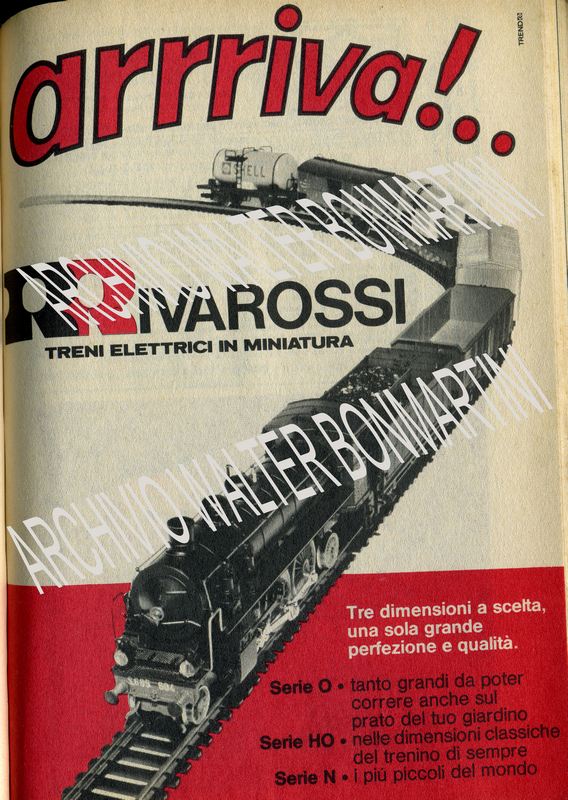 TREND
arrriva!..
SHELL
ARCHIVIO WALTER BONMARTINI
RIVAROSSI
TRENI ELETTRICI IN MINIATURA
ARCHIVIO WALTER BONMARTINI
Tre dimensioni a scelta,
una sola grande
perfezione e qualità.
Serie O • tanto grandi da poter
correre anche sul
prato del tuo giardino
Serie HO • nelle dimensioni classiche
del trenino di sempre
Serie N • i più piccoli del mondo